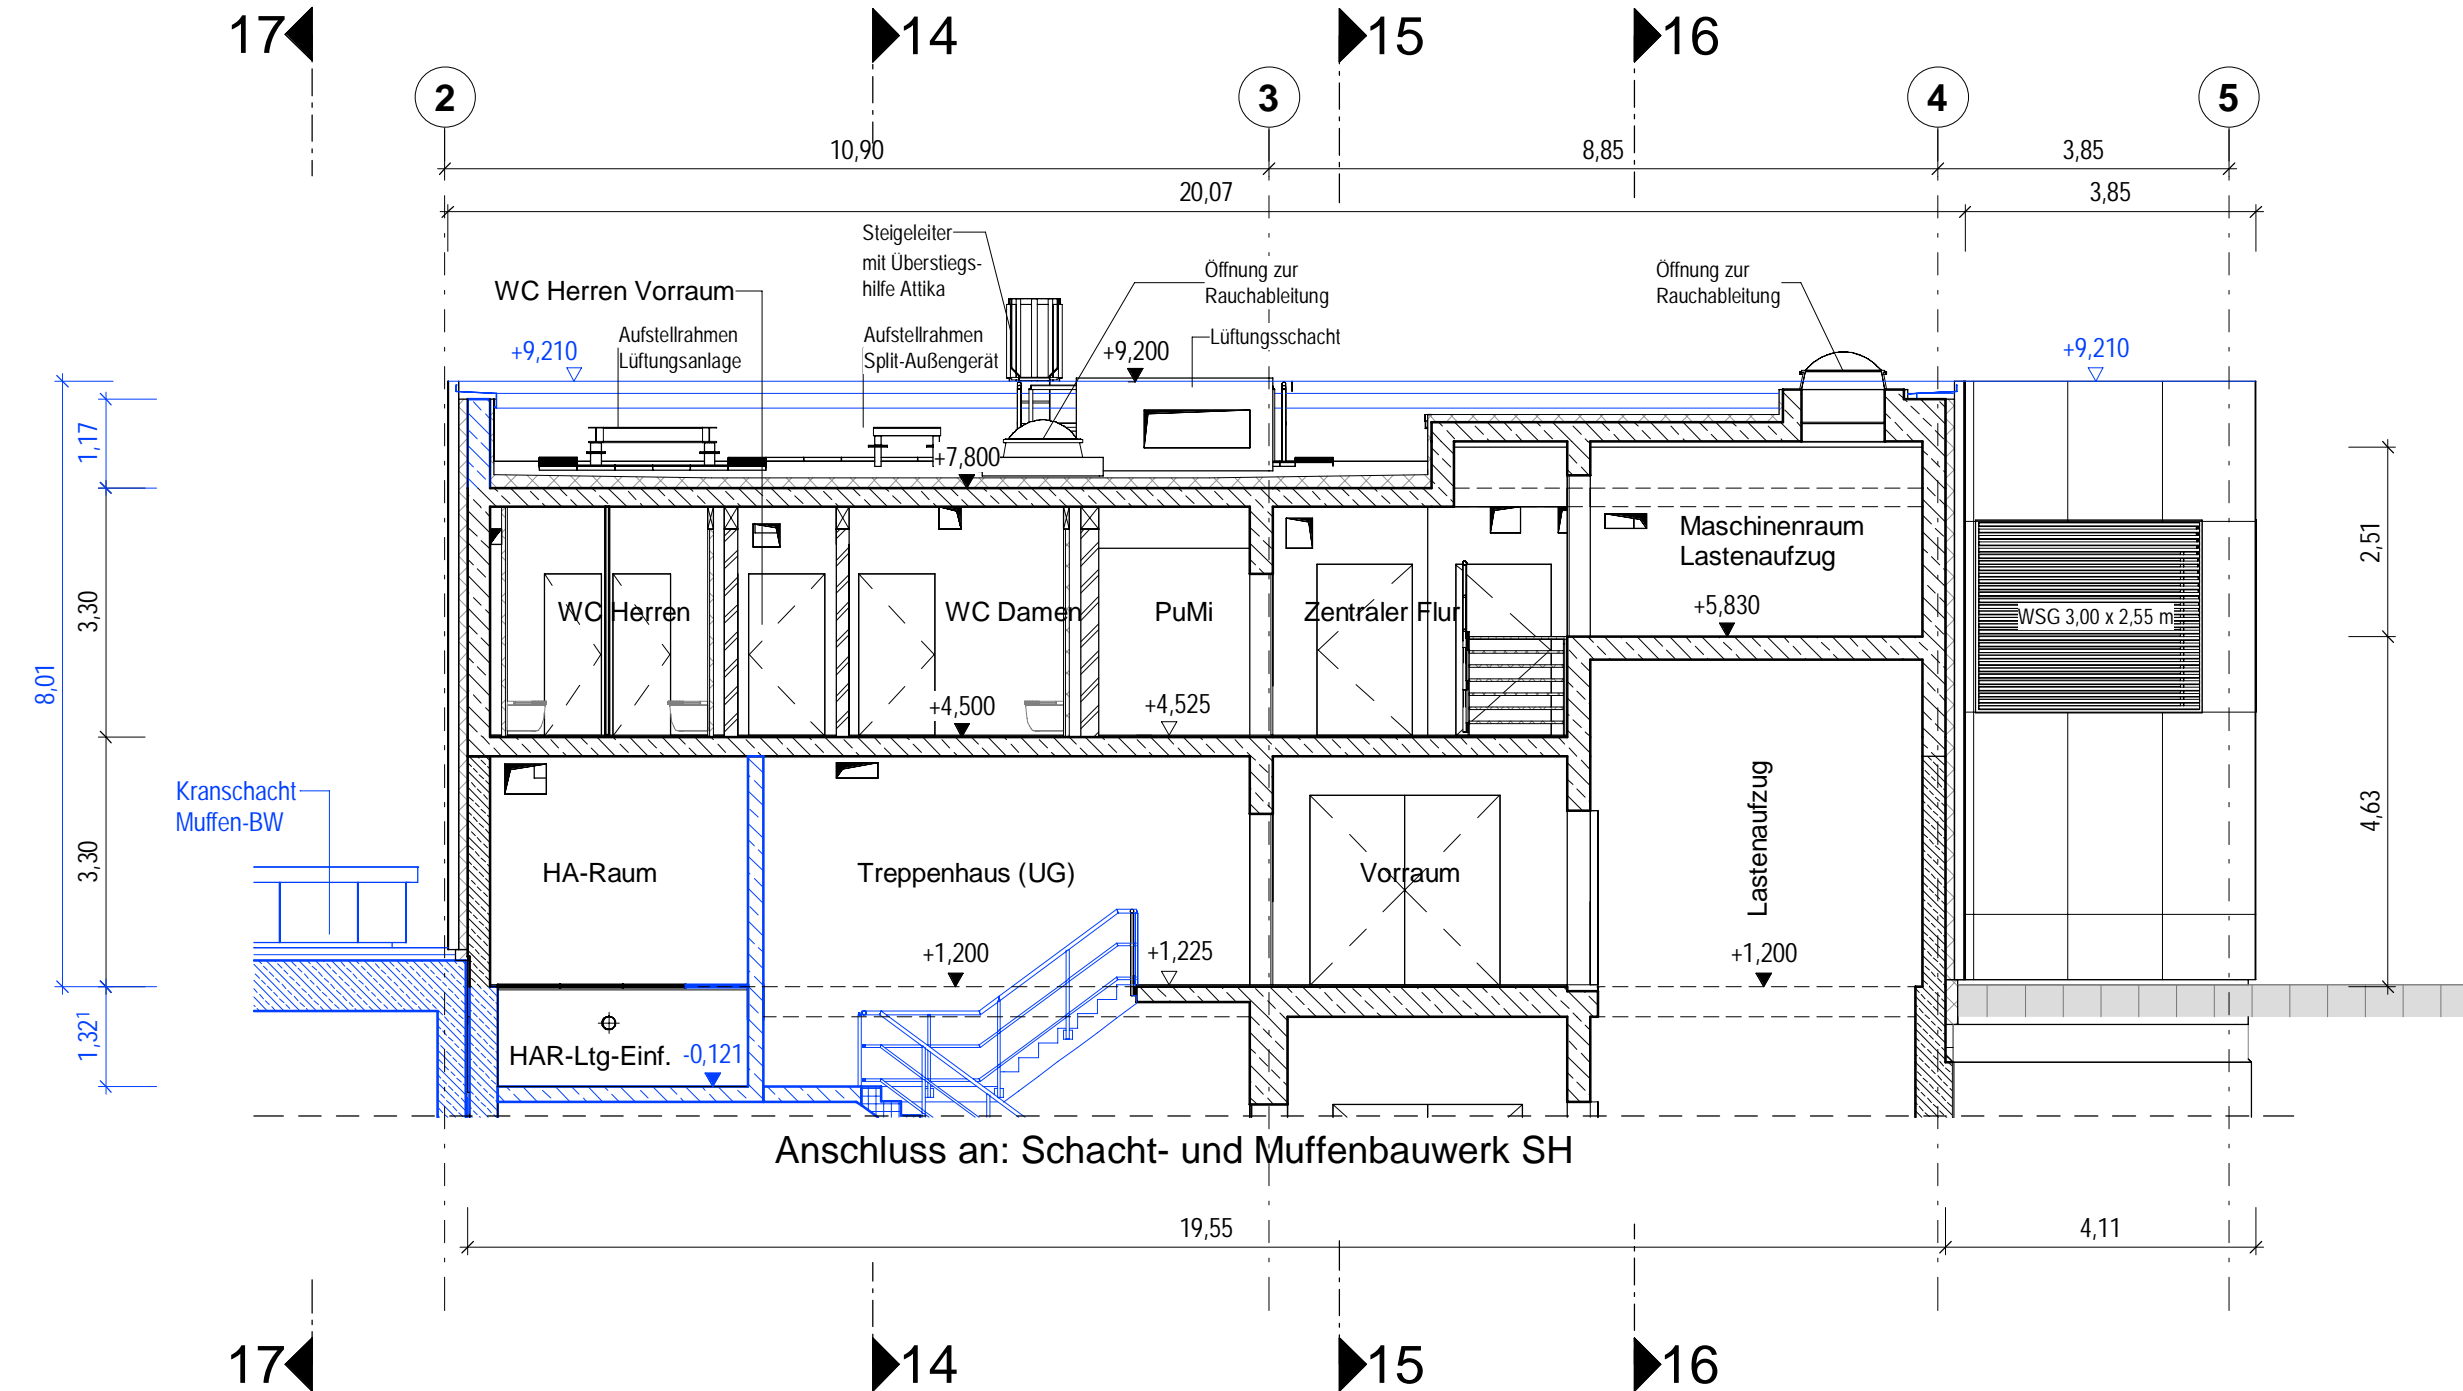 17 14 15 16
2 3 4 5
10,90 8,85 3,85
20,07 3,85
Steigeleiter
mit Überstiegs-
hilfe Attika
Öffnung zur
Rauchableitung
Öffnung zur
Rauchableitung
WC Herren Vorraum
Aufstellrahmen
Lüftungsanlage
Aufstellrahmen
Split-Außengerät
Lüftungsschacht
+9,210 +9,200 +9,210
1,17
+7,800
Maschinenraum
Lastenaufzug
2,51
3,30
WC Herren WC Damen PuMi Zentraler Flur
+5,830
WSG 3,00 x 2,55 m
8,01
+4,500 +4,525
Kranschacht
Muffen-BW
3,30
HA-Raum Treppenhaus (UG) Vorraum
Lastenaufzug
4,63
+1,200 +1,225 +1,200
1,32¹
HAR-Ltg-Einf. -0,121
Anschluss an: Schacht- und Muffenbauwerk SH
19,55 4,11
17 14 15 16